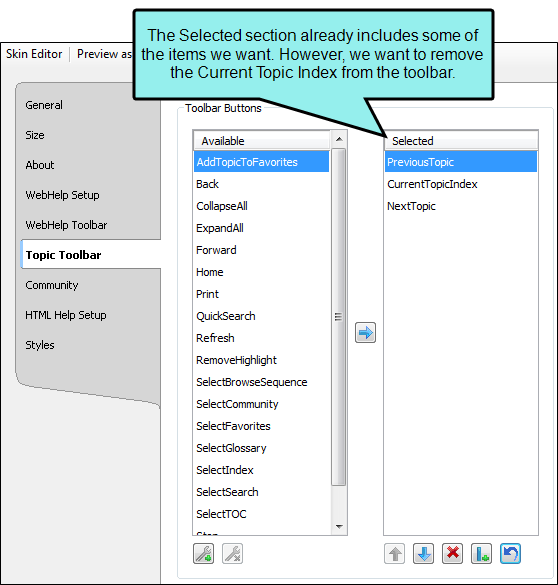 The Selected section already includes some of
the items we want. However, we want to remove
the Current Topic Index from the toolbar.
Skin Editor
Preview as
General
Size
About
WebHelp Setup
WebHelp Toolbar
Topic Toolbar
Community
HTML Help Setup
Styles
Toolbar Buttons
Available
AddTopicToFavorites
Back
CollapseAll
ExpandAll
Forward
Home
Print
QuickSearch
Refresh
RemoveHighlight
SelectBrowseSequence
SelectCommunity
SelectFavorites
SelectGlossary
SelectIndex
SelectSearch
SelectTOC
Selected
PreviousTopic
CurrentTopicIndex
NextTopic